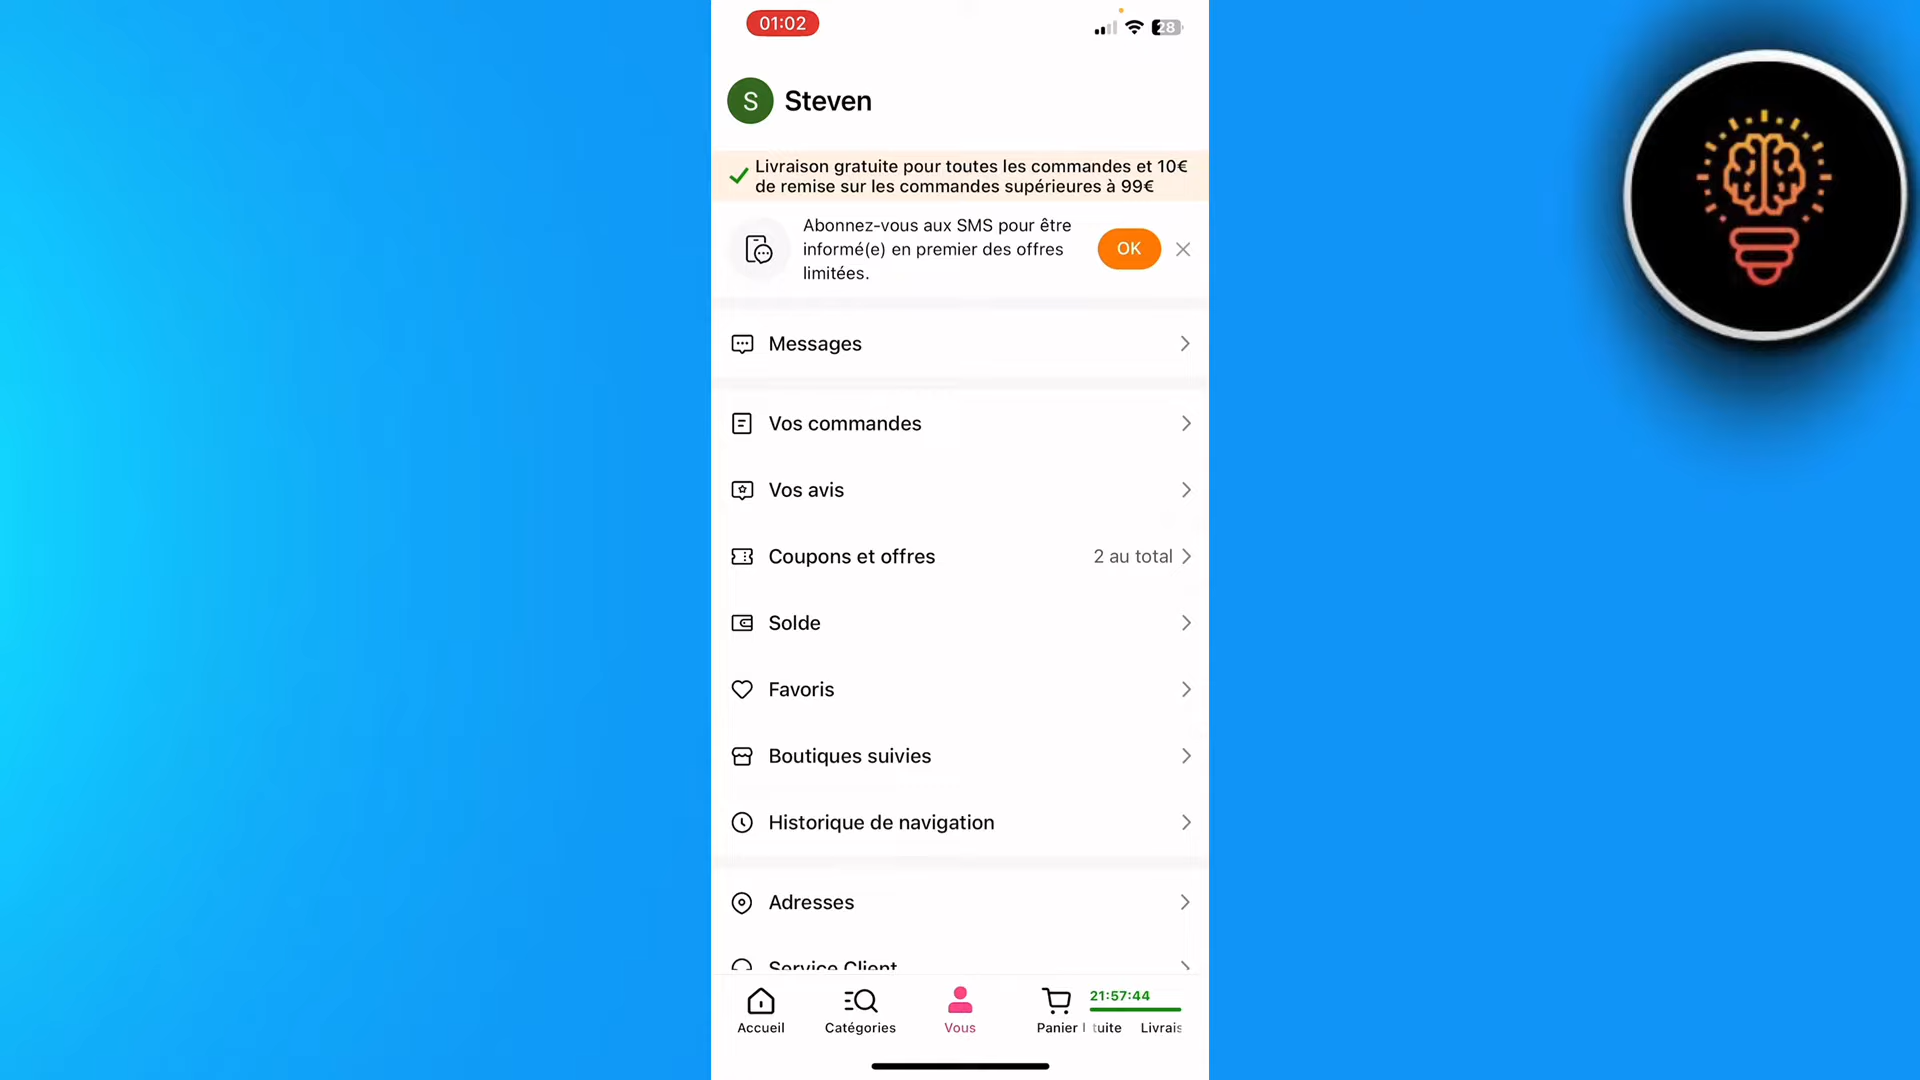 01:02
28
S
Steven
Livraison gratuite pour toutes les commandes et 10€
de remise sur les commandes supérieures à 99€
Abonnez-vous aux SMS pour être
informé(e) en premier des offres
limitées.
OK
Messages
Vos commandes
Vos avis
Coupons et offres
2 au total
Solde
Favoris
Boutiques suivies
Historique de navigation
Adresses
Service Client
21:57:44
Accueil
Catégories
Vous
Panier
tuite Livrais